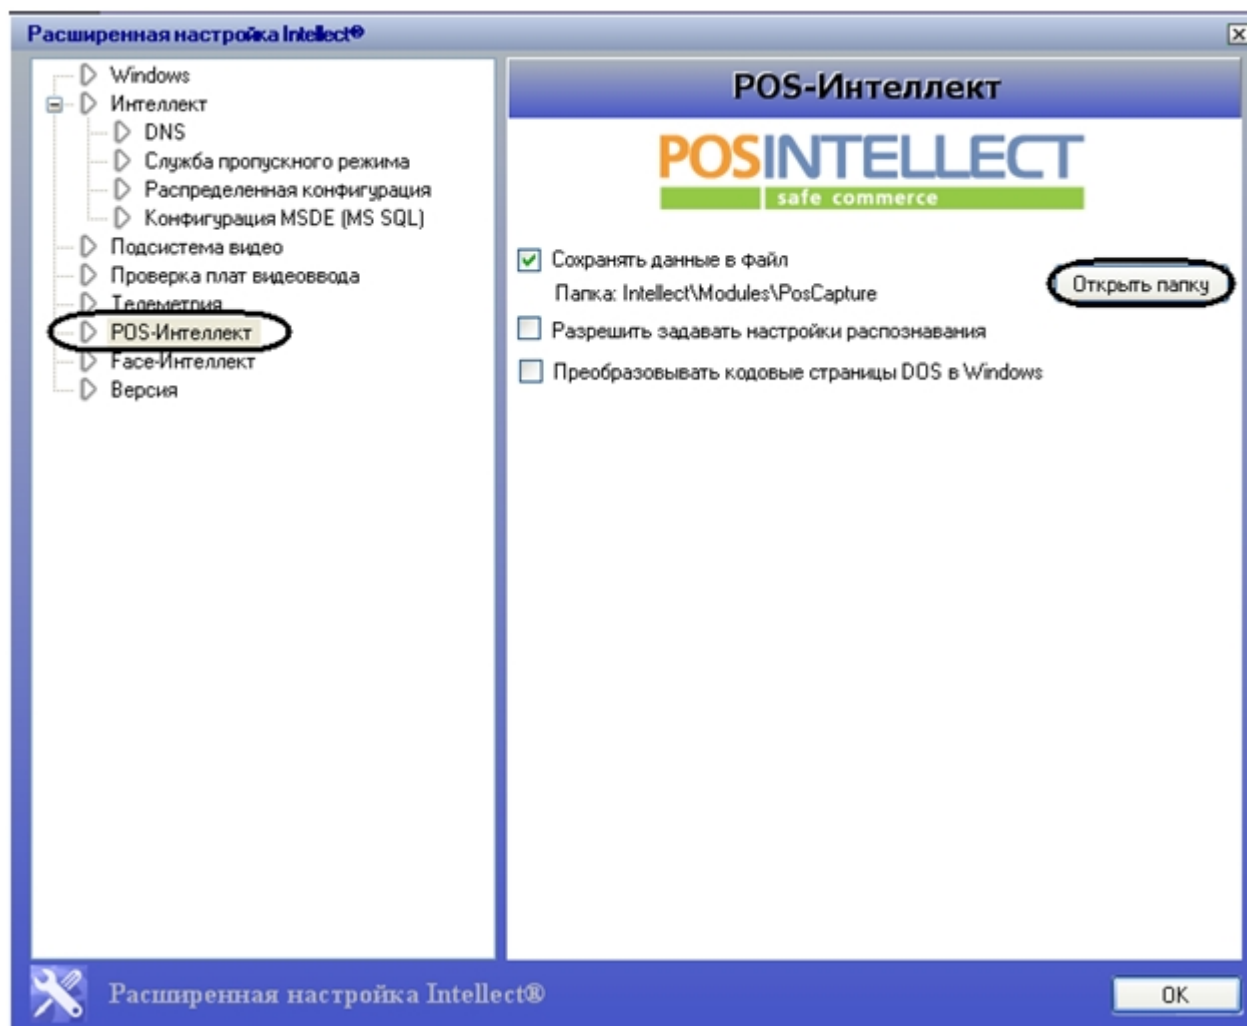 Расширенная настройка Intellect®
Windows
Интеллект
DNS
Служба пропускного режима
Распределенная конфигурация
Конфигурация MSDE (MS SQL)
Подсистема видео
Проверка плат видеоввода
Телеметрия
POS-Интеллект
Face-Интеллект
Версия
POS-Интеллект
POSINTELLECT
safe commerce
Сохранять данные в файл
Папка: Intellect\Modules\PosCapture
Открыть папку
Разрешить задавать настройки распознавания
Преобразовывать кодовые страницы DOS в Windows
Расширенная настройка Intellect®
OK